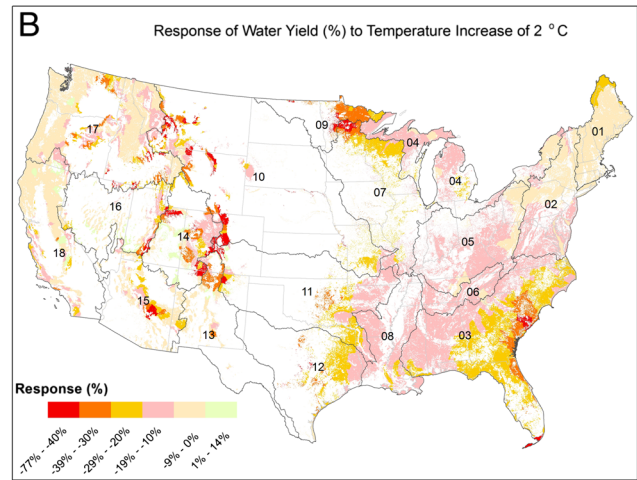 B
Response of Water Yield (%) to Temperature Increase of 2 °C
17
09
04
01
10
04
16
07
02
14
05
18
06
15
11
13
08
03
12
Response (%)
-77% - -40%
-39% - -30%
-29% - -20%
-19% - -10%
-9% - 0%
1% - 14%